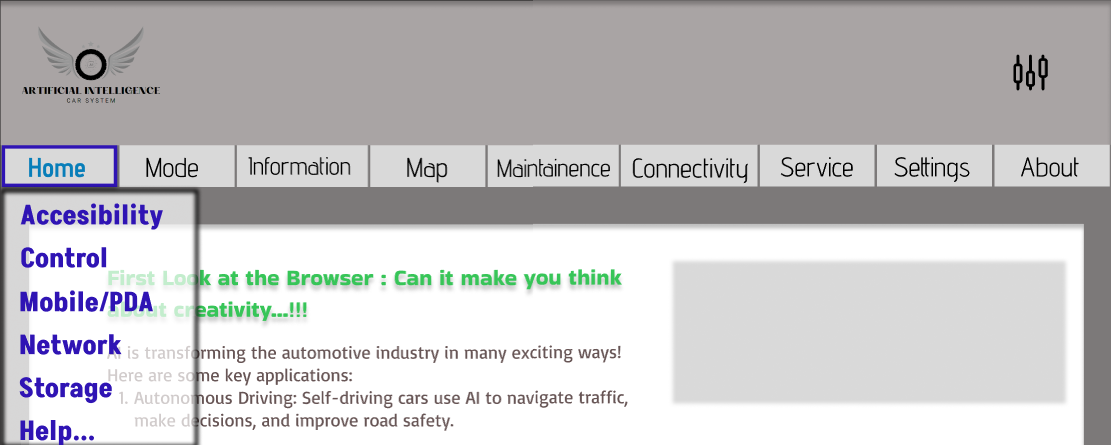 ARTIFICIAL INTELLIGENCE
CAR SYSTEM
Home Mode Information Map Maintainence Connectivity Service Settings About
Accesibility
Control
Mobile/PDA
Network
Storage
Help...
First Look at the Browser : Can it make you think
about creativity...!!!
AI is transforming the automotive industry in many exciting ways!
Here are some key applications:
1. Autonomous Driving: Self-driving cars use AI to navigate traffic,
make decisions, and improve road safety.